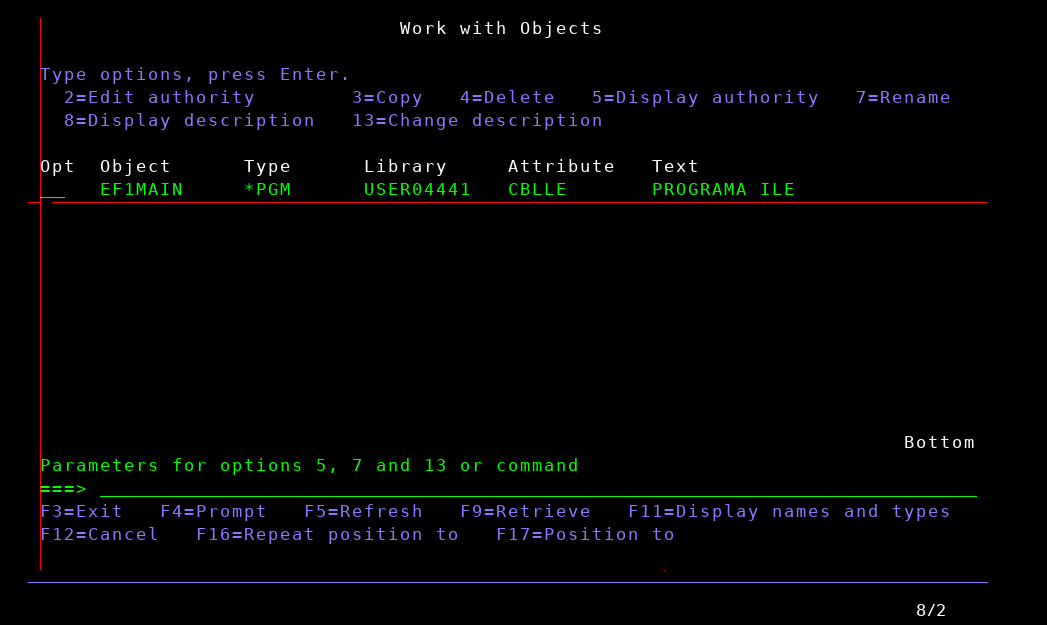 Work with Objects
Type options, press Enter.
2=Edit authority        3=Copy   4=Delete   5=Display authority   7=Rename
8=Display description   13=Change description
Opt  Object      Type      Library     Attribute   Text
__   EF1MAIN     *PGM      USER04441   CBLLE       PROGRAMA ILE
Bottom
Parameters for options 5, 7 and 13 or command
===>
F3=Exit   F4=Prompt   F5=Refresh   F9=Retrieve   F11=Display names and types
F12=Cancel   F16=Repeat position to   F17=Position to
8/2